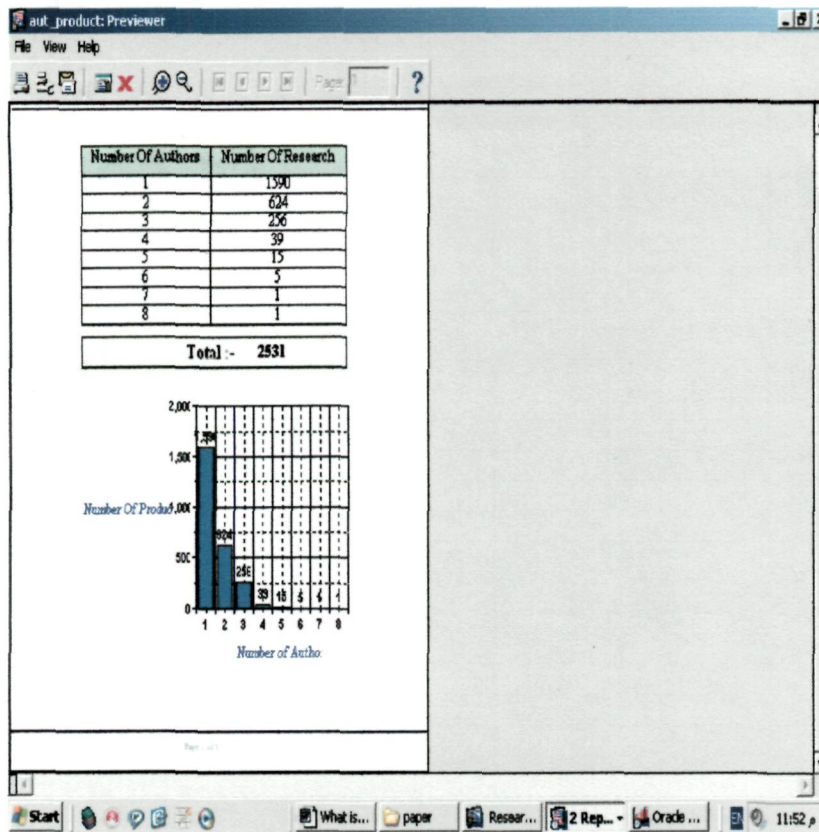 aut_product: Previewer
File View Help
Page: 1
?
Number Of Authors Number Of Research
1 1590
2 624
3 256
4 39
5 15
6 5
7 1
8 1
Total :- 2531
2,00
1,500
Number Of Produ ,000
500
0
624
256
39
15
5
1
1 2 3 4 5 6 7 8
Number of Autho
Page
Start What is... paper Resear... 2 Rep... Oracle ... EN 11:52 م